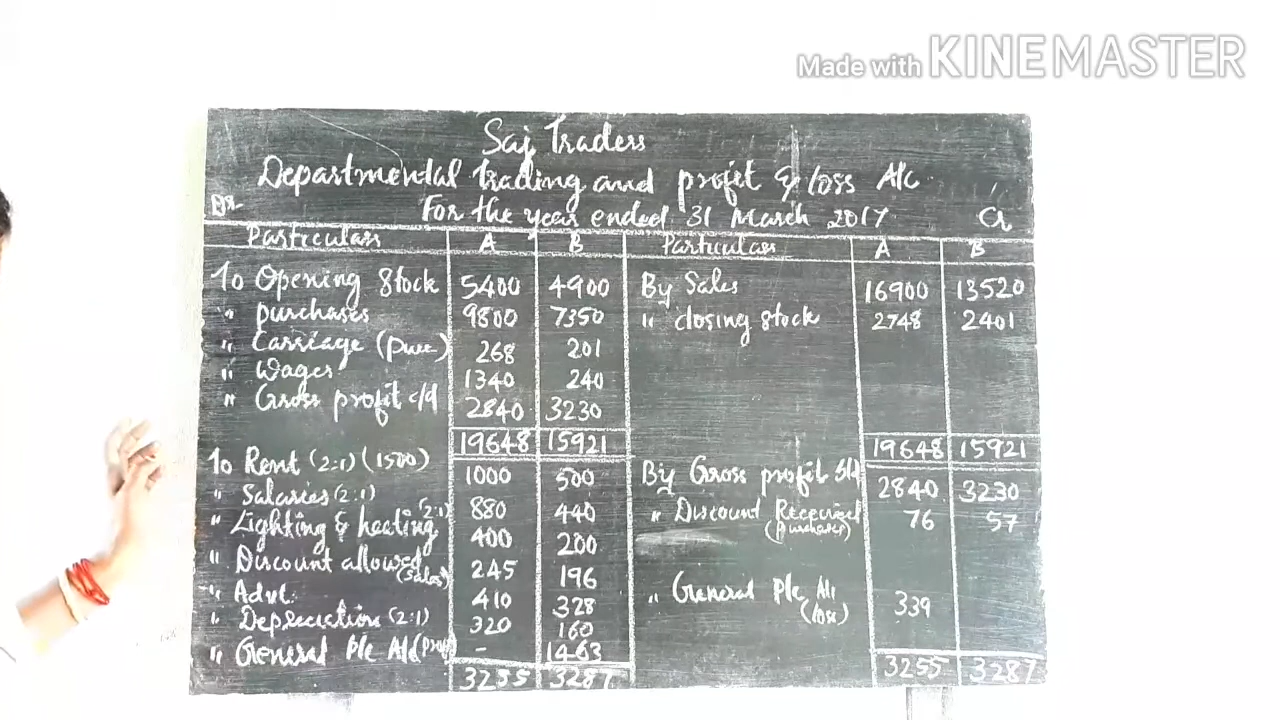 Made with KINEMASTER
Saj Traders
Departmental trading and profit & loss A/c
For the year ended 31 March 2017
Dr Cr
Particulars A B Particulars A B
To Opening Stock 5400 4900 By Sales 16900 13520
" purchases 9800 7350 " closing stock 2748 2401
" Carriage (pur) 268 201
" Wages 1340 240
" Gross profit c/d 2840 3230
19648 15921 19648 15921
To Rent (2:1) (1500) 1000 500 By Gross profit b/d 2840 3230
" Salaries (2:1) 880 440 " Discount Received 76 57
(purchases)
" Lighting & heating (2:1) 400 200
" Discount allowed 245 196
(sales)
" Advt. 410 328 " General P/L A/c 339
(loss)
" Depreciation (2:1) 320 160
" General P/L A/c (prof) - 1463
3255 3287 3255 3287